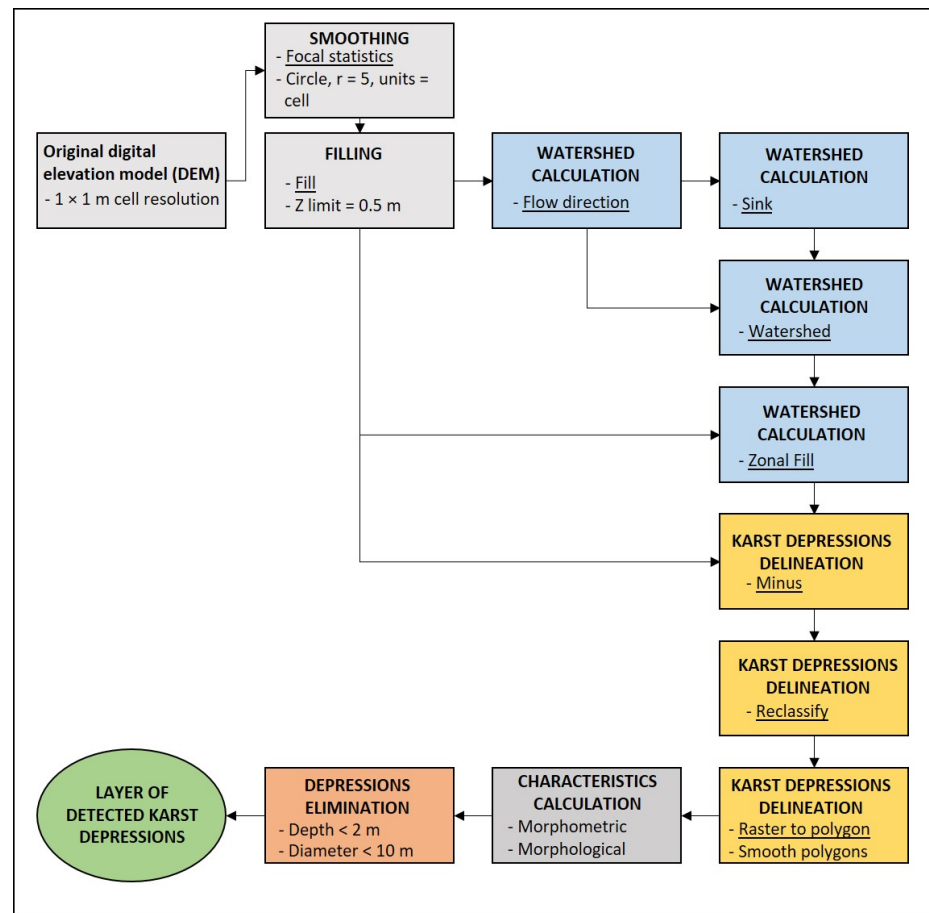 SMOOTHING
- Focal statistics
- Circle, r = 5, units =
cell
Original digital
elevation model (DEM)
- 1 × 1 m cell resolution
FILLING
- Fill
- Z limit = 0.5 m
WATERSHED
CALCULATION
- Flow direction
WATERSHED
CALCULATION
- Sink
WATERSHED
CALCULATION
- Watershed
WATERSHED
CALCULATION
- Zonal Fill
KARST DEPRESSIONS
DELINEATION
- Minus
KARST DEPRESSIONS
DELINEATION
- Reclassify
KARST DEPRESSIONS
DELINEATION
- Raster to polygon
- Smooth polygons
CHARACTERISTICS
CALCULATION
- Morphometric
- Morphological
DEPRESSIONS
ELIMINATION
- Depth < 2 m
- Diameter < 10 m
LAYER OF
DETECTED KARST
DEPRESSIONS